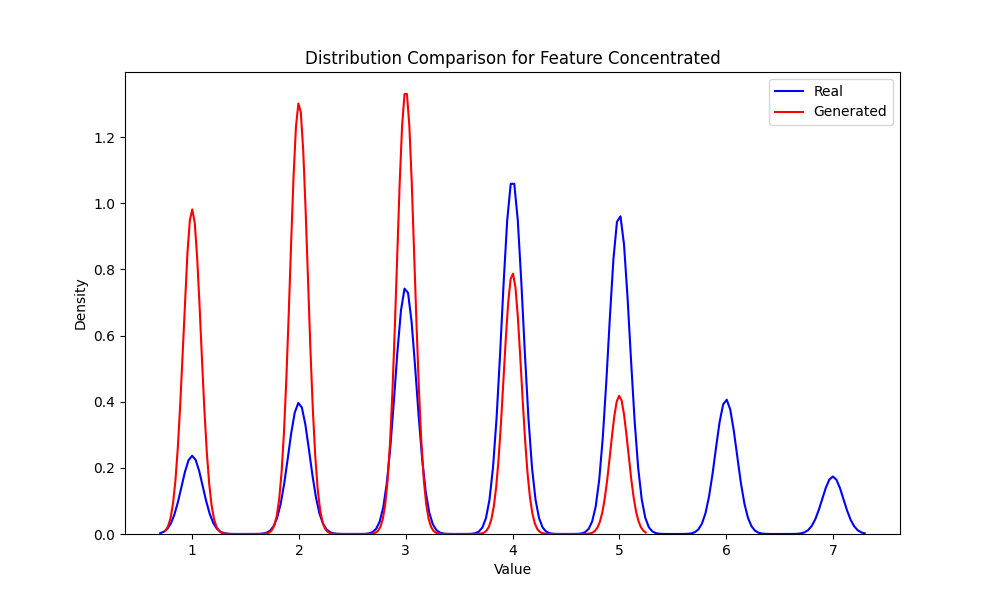 Distribution Comparison for Feature Concentrated
Real
Generated
1.2
1.0
0.8
0.6
0.4
0.2
0.0
Density
1 2 3 4 5 6 7
Value